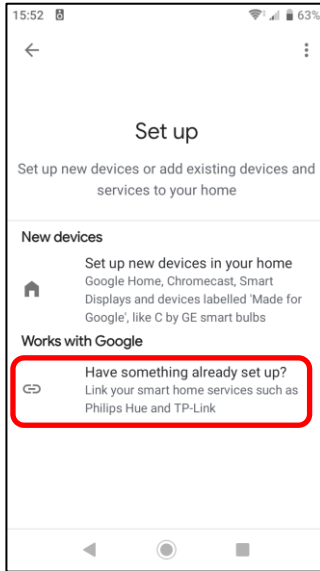 15:52 63%
Set up
Set up new devices or add existing devices and
services to your home
New devices
Set up new devices in your home
Google Home, Chromecast, Smart
Displays and devices labelled 'Made for
Google', like C by GE smart bulbs
Works with Google
Have something already set up?
Link your smart home services such as
Philips Hue and TP-Link